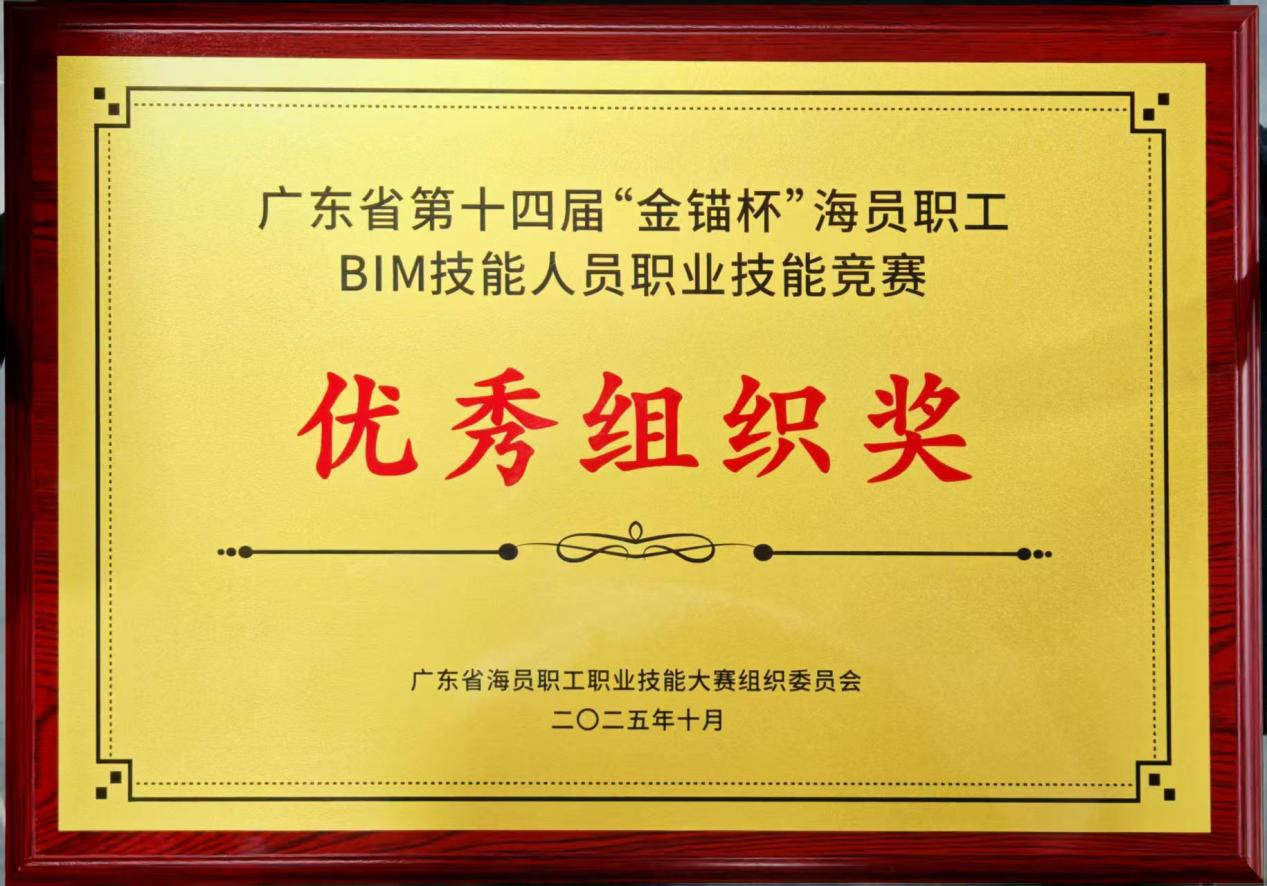 广东省第十四届“金锚杯”海员职工
BIM技能人员职业技能竞赛
优秀组织奖
广东省海员职工职业技能大赛组织委员会
二〇二五年十月